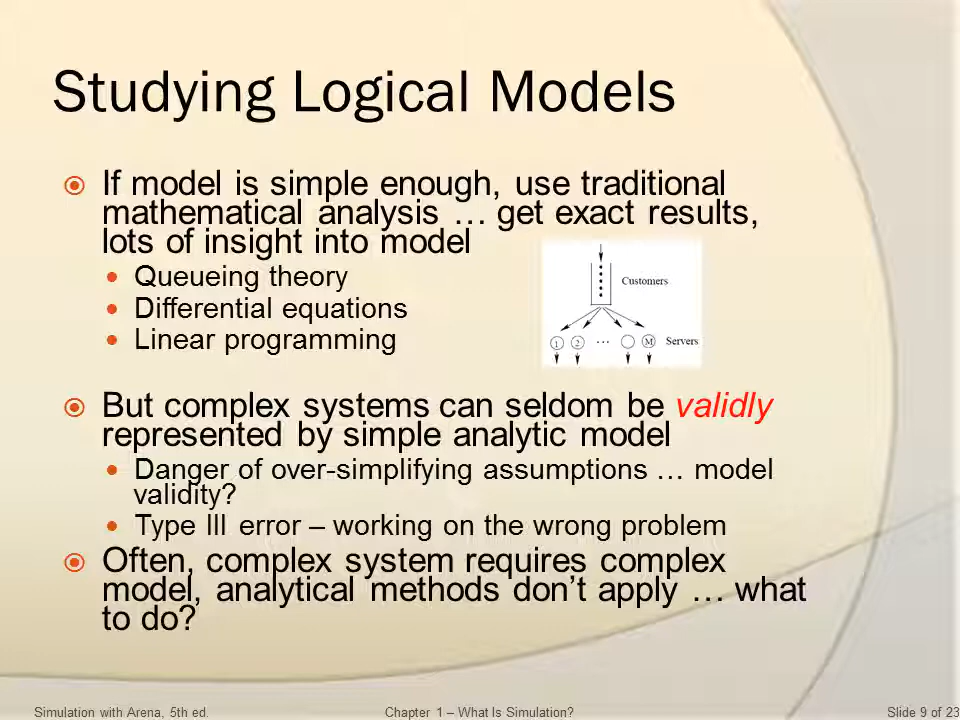 Studying Logical Models
If model is simple enough, use traditional
mathematical analysis … get exact results,
lots of insight into model
Queueing theory
Differential equations
Linear programming
Customers
1 2 … M Servers
But complex systems can seldom be validly
represented by simple analytic model
Danger of over-simplifying assumptions … model
validity?
Type III error – working on the wrong problem
Often, complex system requires complex
model, analytical methods don’t apply … what
to do?
Simulation with Arena, 5th ed. Chapter 1 – What Is Simulation? Slide 9 of 23